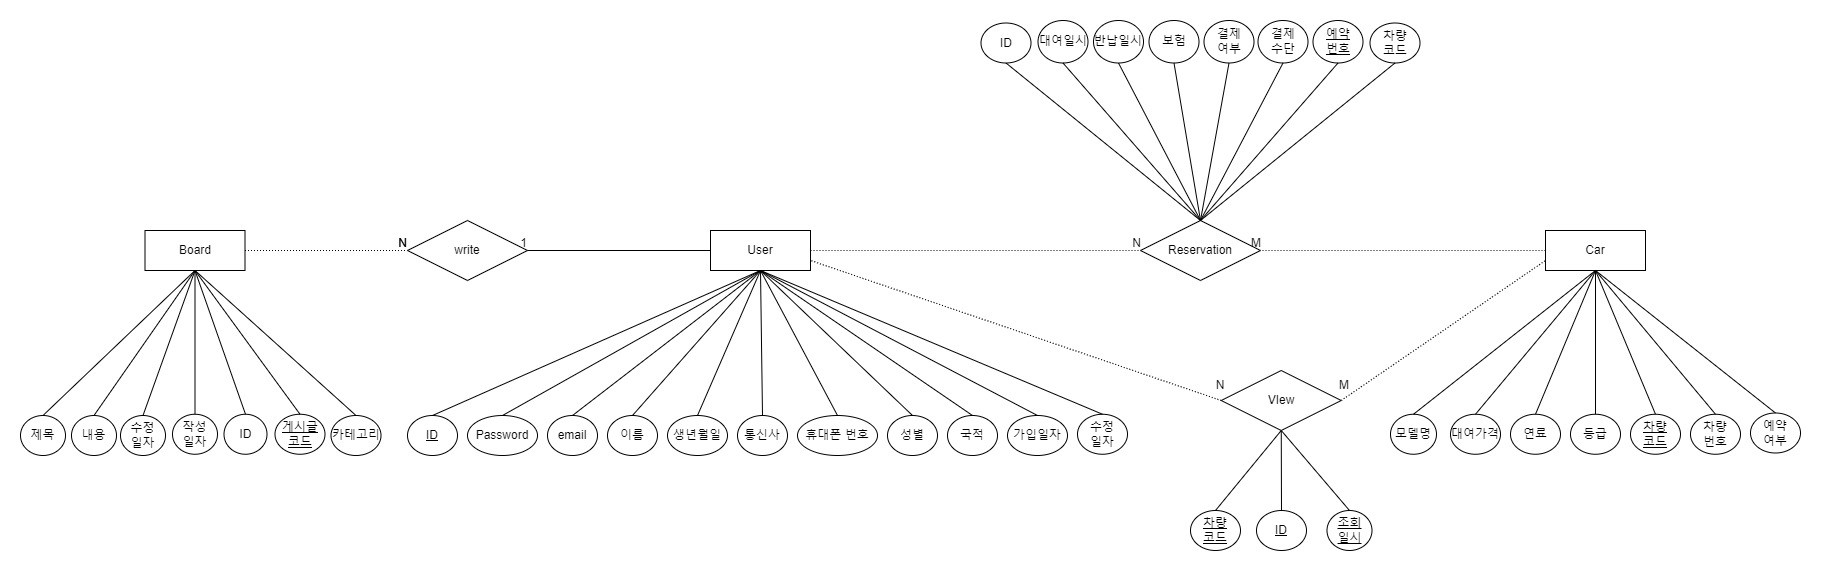 ID
대여일시
반납일시
보험
결제
여부
결제
수단
예약
번호
차량
코드
Board
N
write
1
User
N
Reservation
M
Car
제목
내용
수정
일자
작성
일자
ID
게시글
코드
카테고리
ID
Password
email
이름
생년월일
통신사
휴대폰 번호
성별
국적
가입일자
수정
일자
N
VIew
M
모델명
대여가격
연료
등급
차량
코드
차량
번호
예약
여부
차량
코드
ID
조회
일시